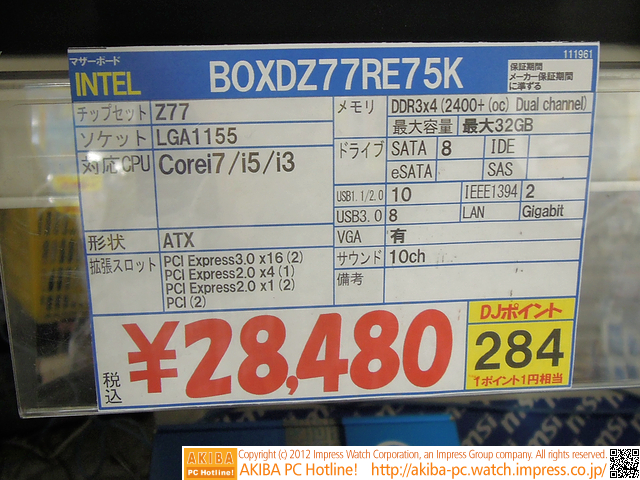 マザーボード
INTEL
BOXDZ77RE75K
111961
保証期間
メーカー保証期間
に準ずる
チップセット Z77
ソケット LGA1155
対応CPU Corei7/i5/i3
形状 ATX
拡張スロット
PCI Express3.0 x16 (2)
PCI Express2.0 x4 (1)
PCI Express2.0 x1 (2)
PCI (2)
メモリ DDR3x4 (2400+(oc) Dual channel)
最大容量 最大32GB
ドライブ SATA 8 IDE
eSATA SAS
USB1.1/2.0 10 IEEE1394 2
USB3.0 8 LAN Gigabit
VGA 有
サウンド 10ch
備考
税込
¥28,480
DJポイント
284
1ポイント1円相当
msi
AKIBA
PC Hotline!
Copyright (c) 2012 Impress Watch Corporation, an Impress Group company. All rights reserved.
AKIBA PC Hotline! http://akiba-pc.watch.impress.co.jp/